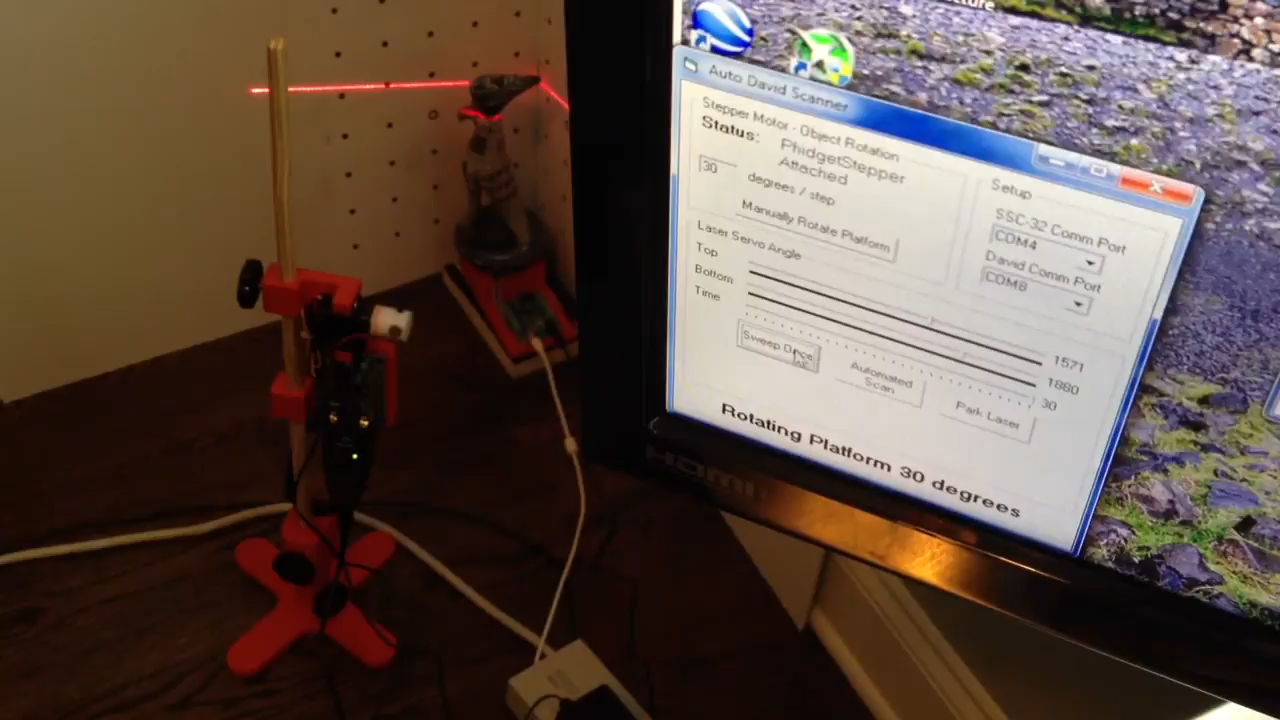 cture
Auto David Scanner
Stepper Motor - Object Rotation
Status: PhidgetStepper
Attached
30 degrees / step
Manually Rotate Platform
Setup
SSC-32 Comm Port
COM4
David Comm Port
COM8
Laser Servo Angle
Top 1571
Bottom 1880
Time 30
Sweep Once
Automated
Scan
Park Laser
Rotating Platform 30 degrees
HDMI